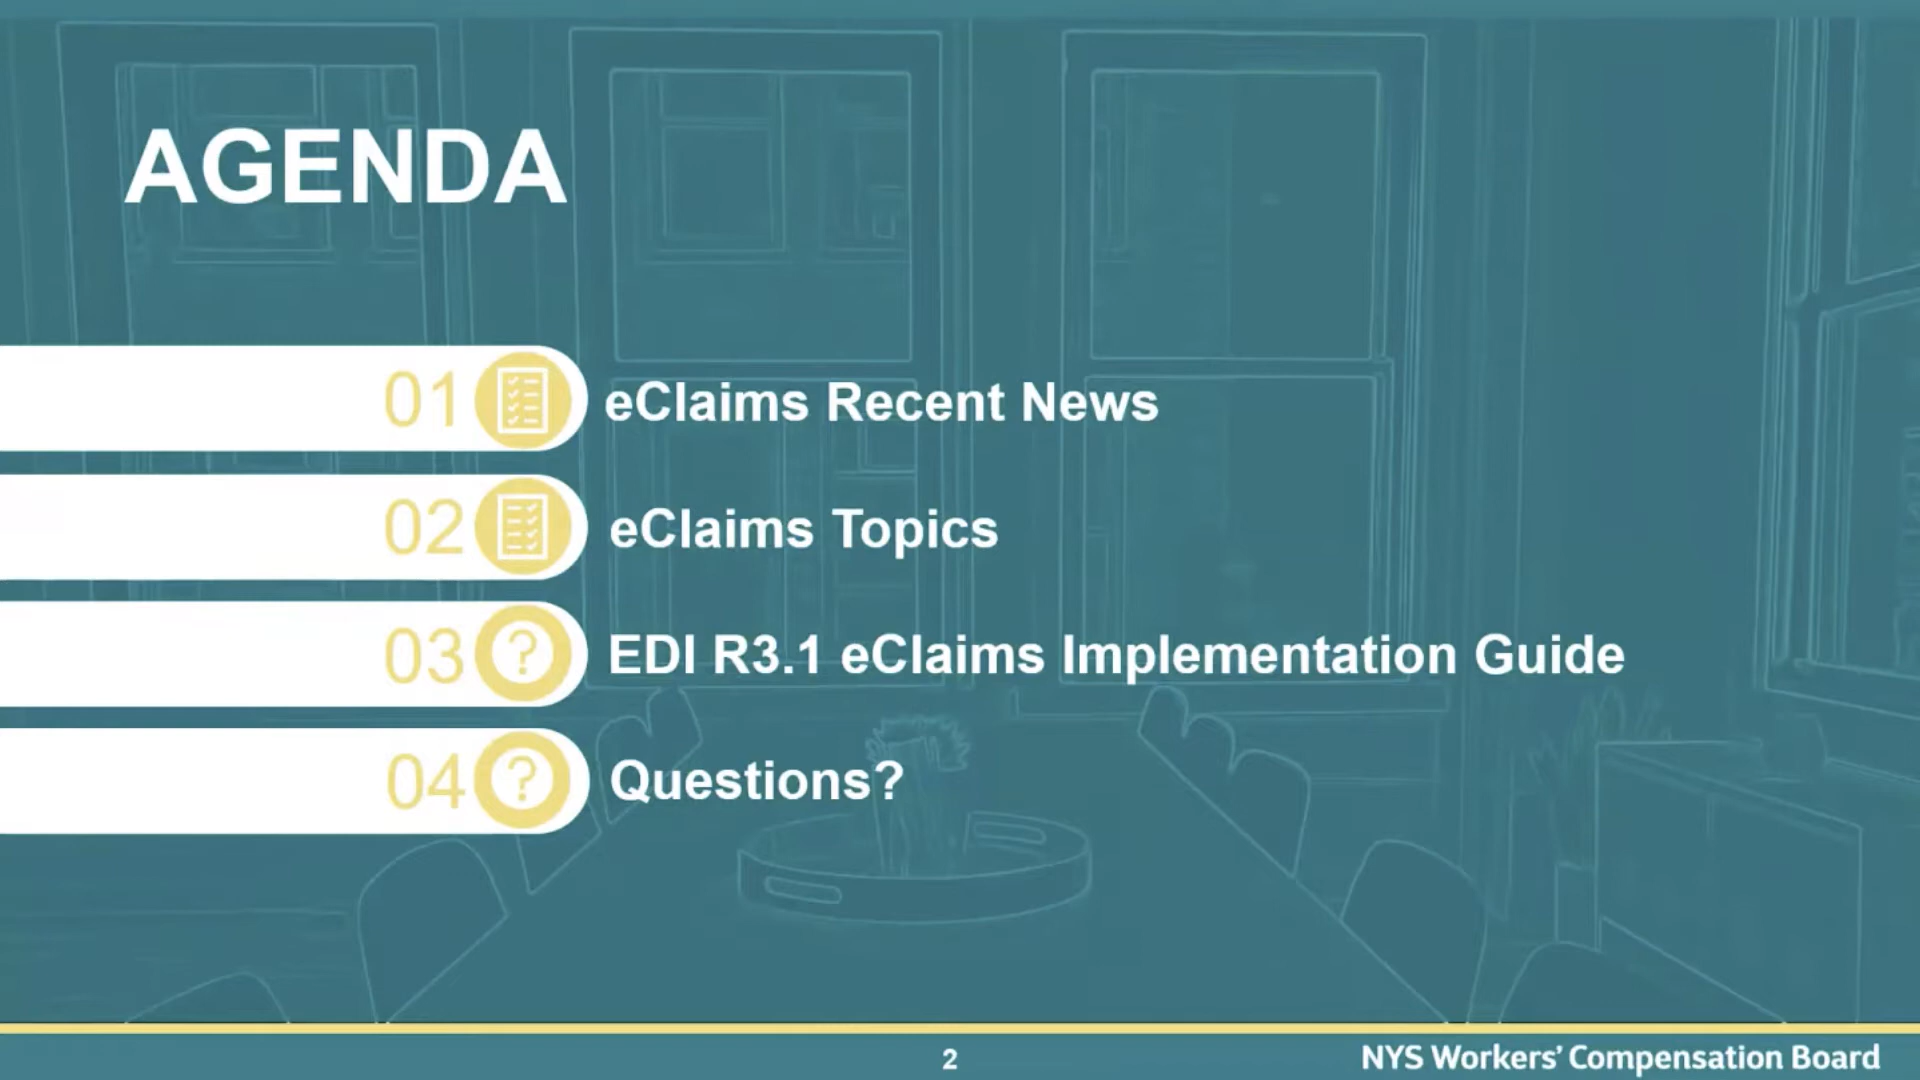 AGENDA
01 eClaims Recent News
02 eClaims Topics
03 ? EDI R3.1 eClaims Implementation Guide
04 ? Questions?
2
NYS Workers' Compensation Board